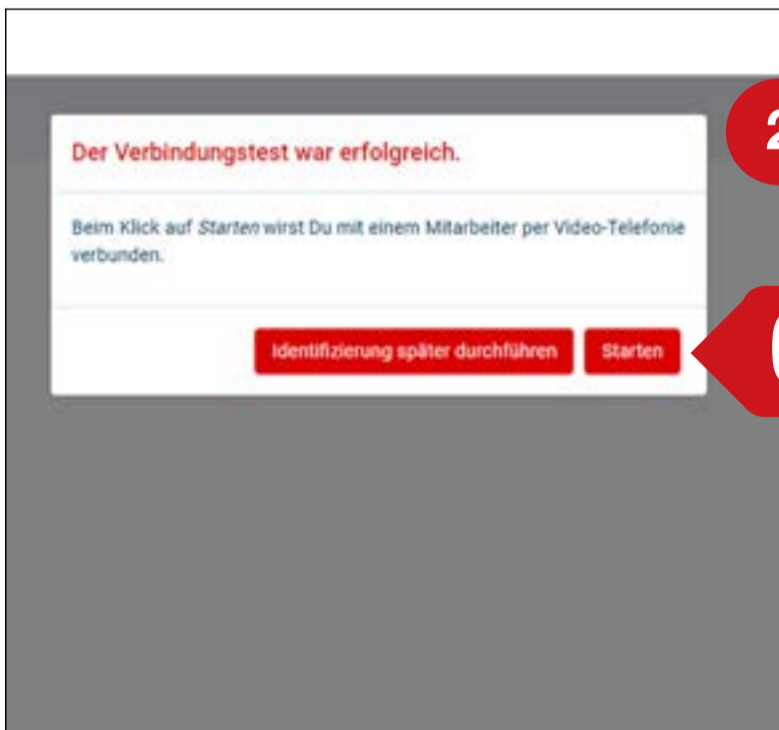 Der Verbindungstest war erfolgreich.
2
Beim Klick auf Starten wirst Du mit einem Mitarbeiter per Video-Telefonie
verbunden.
Identifizierung später durchführen
Starten